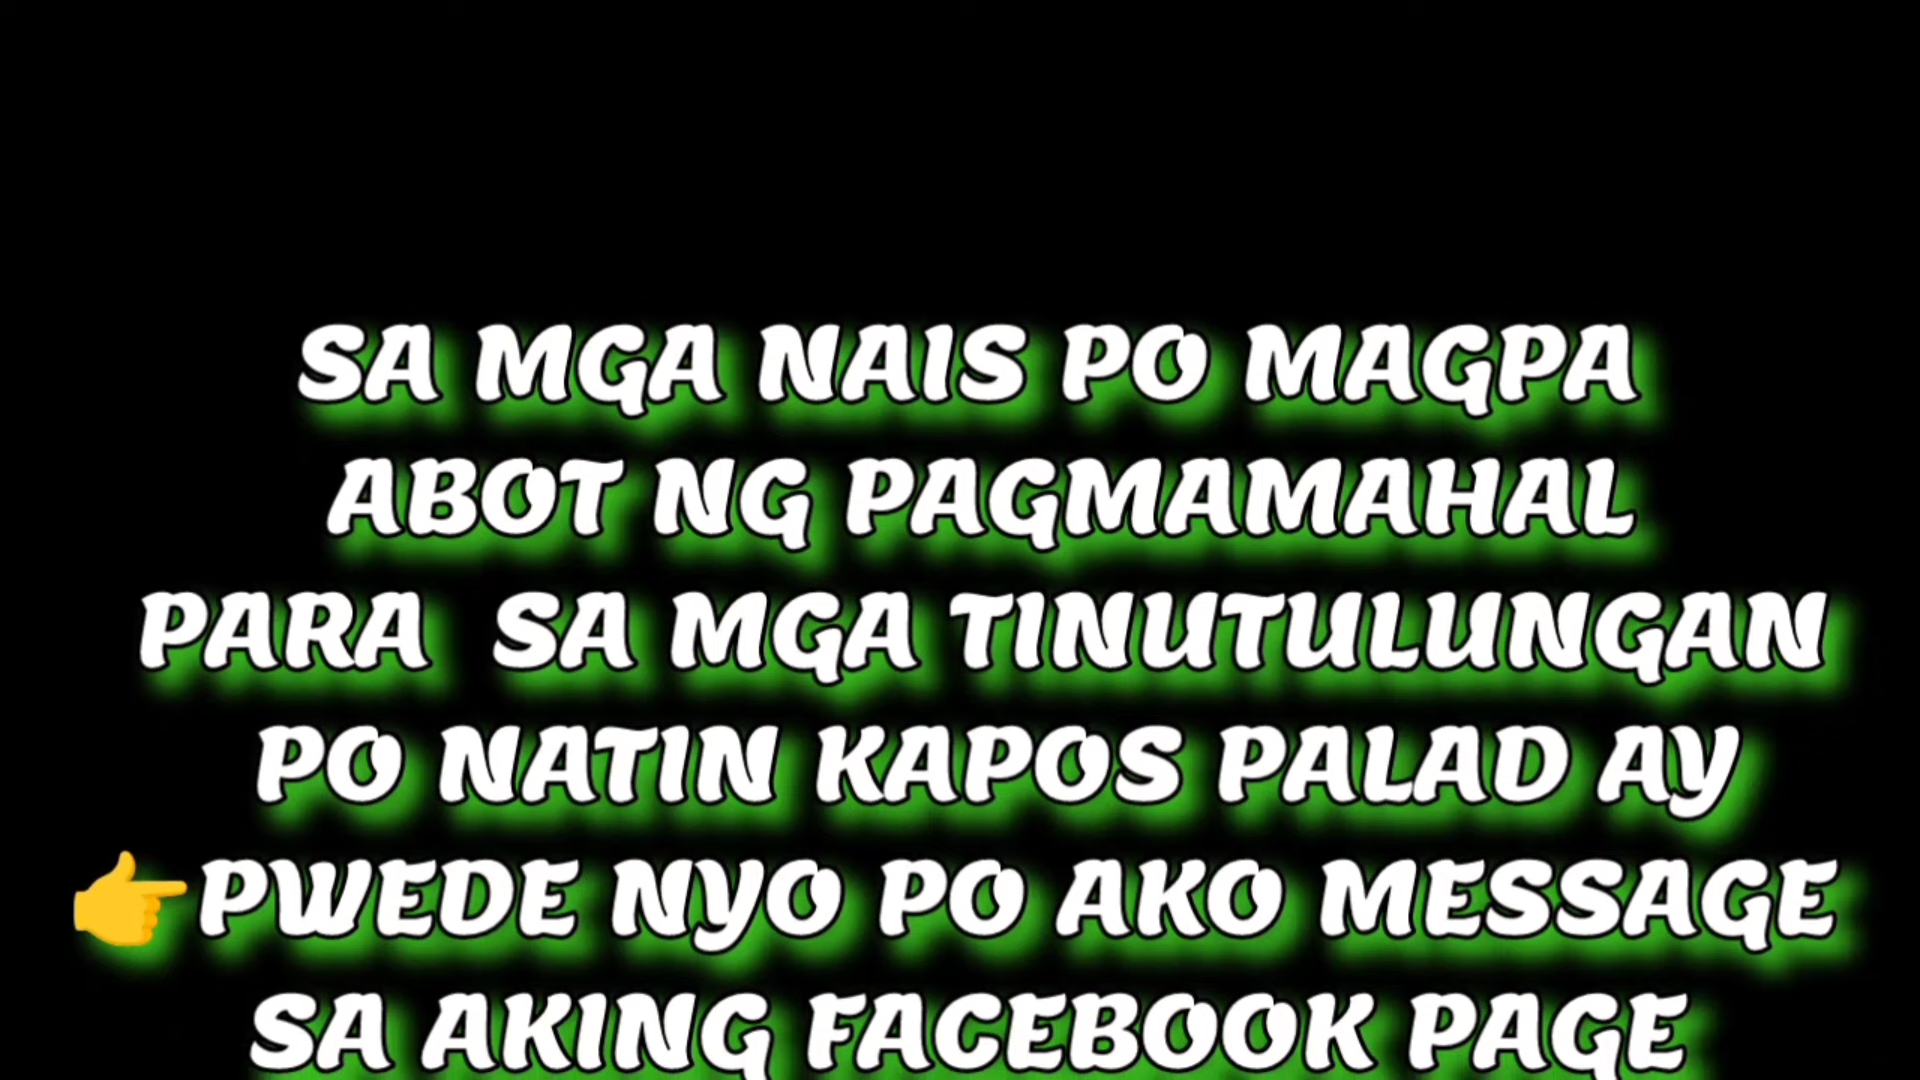 SA MGA NAIS PO MAGPA
ABOT NG PAGMAMAHAL
PARA SA MGA TINUTULUNGAN
PO NATIN KAPOS PALAD AY
👉PWEDE NYO PO AKO MESSAGE
SA AKING FACEBOOK PAGE